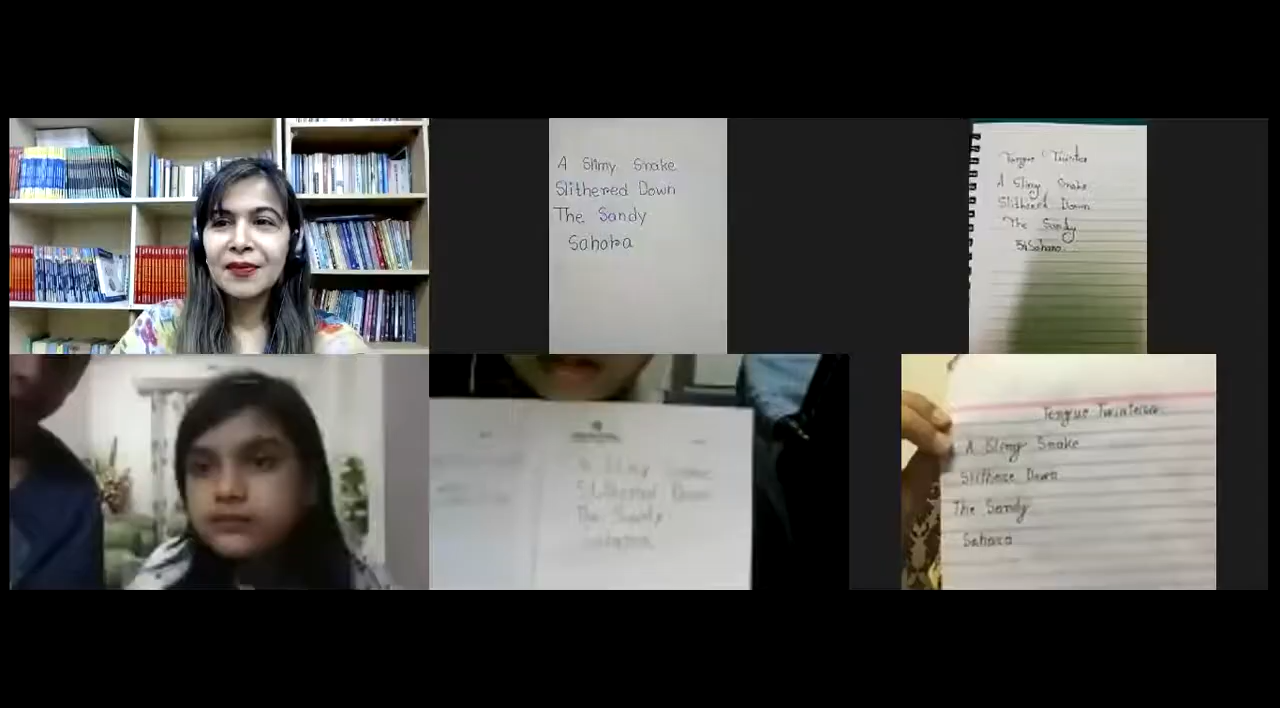 A Slimy Snake
Slithered Down
The Sandy
Sahara
Tongue Twister
A Slimy Snake
Slithered Down
The Sandy
Sahara
A Slimy
Slithered Down
The Sandy
Sahara
Tongue Twister
A Slimy Snake
Slithere Down
The Sandy
Sahara